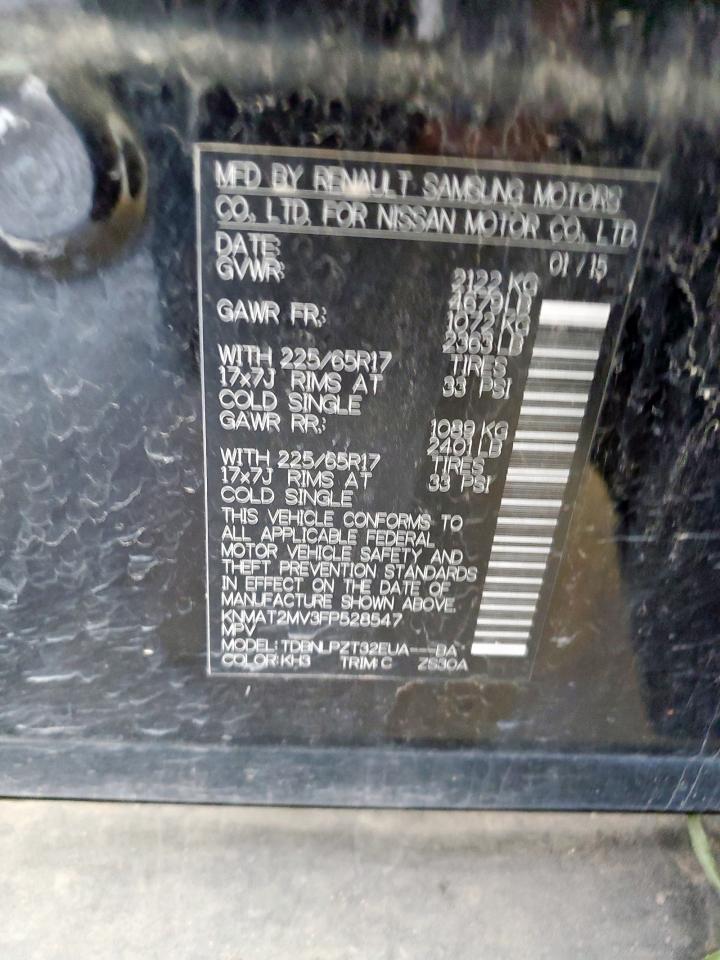 MFD BY RENAULT SAMSUNG MOTORS
CO., LTD. FOR NISSAN MOTOR CO., LTD.
DATE: 01/15
GVWR: 2122 KG
4679 LB
GAWR FR.: 1072 KG
2363 LB
WITH 225/65R17 TIRES
17x7J RIMS AT 33 PSI
COLD SINGLE
GAWR RR.: 1089 KG
2401 LB
WITH 225/65R17 TIRES
17x7J RIMS AT 33 PSI
COLD SINGLE
THIS VEHICLE CONFORMS TO
ALL APPLICABLE FEDERAL
MOTOR VEHICLE SAFETY AND
THEFT PREVENTION STANDARDS
IN EFFECT ON THE DATE OF
MANUFACTURE SHOWN ABOVE.
KNMAT2MV3FP528547
MPV
MODEL: TDBNLPZT32EUA---DA
COLOR: KH3 TRIM: C ZS30A